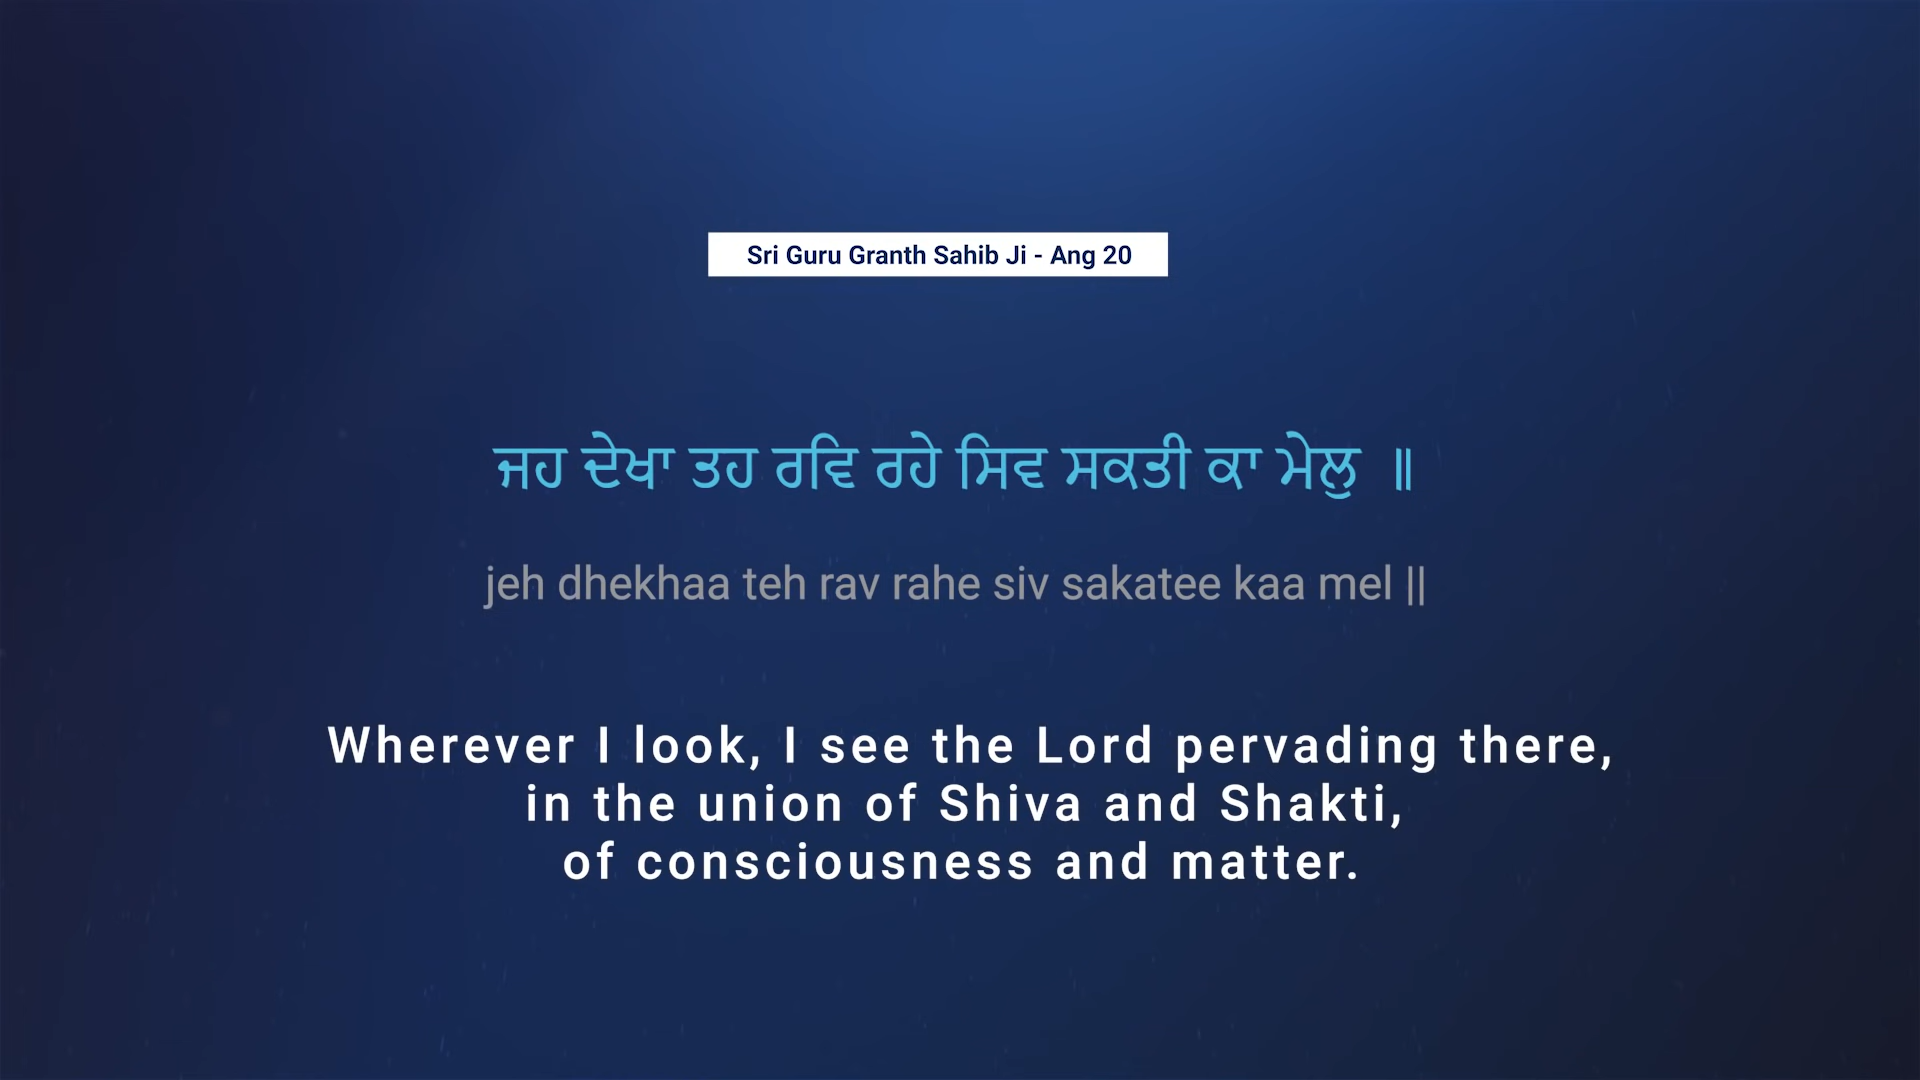 Sri Guru Granth Sahib Ji - Ang 20
ਜਹ ਦੇਖਾ ਤਹ ਰਵਿ ਰਹੇ ਸਿਵ ਸਕਤੀ ਕਾ ਮੇਲੁ ॥
jeh dhekhaa teh rav rahe siv sakatee kaa mel ||
Wherever I look, I see the Lord pervading there,
in the union of Shiva and Shakti,
of consciousness and matter.